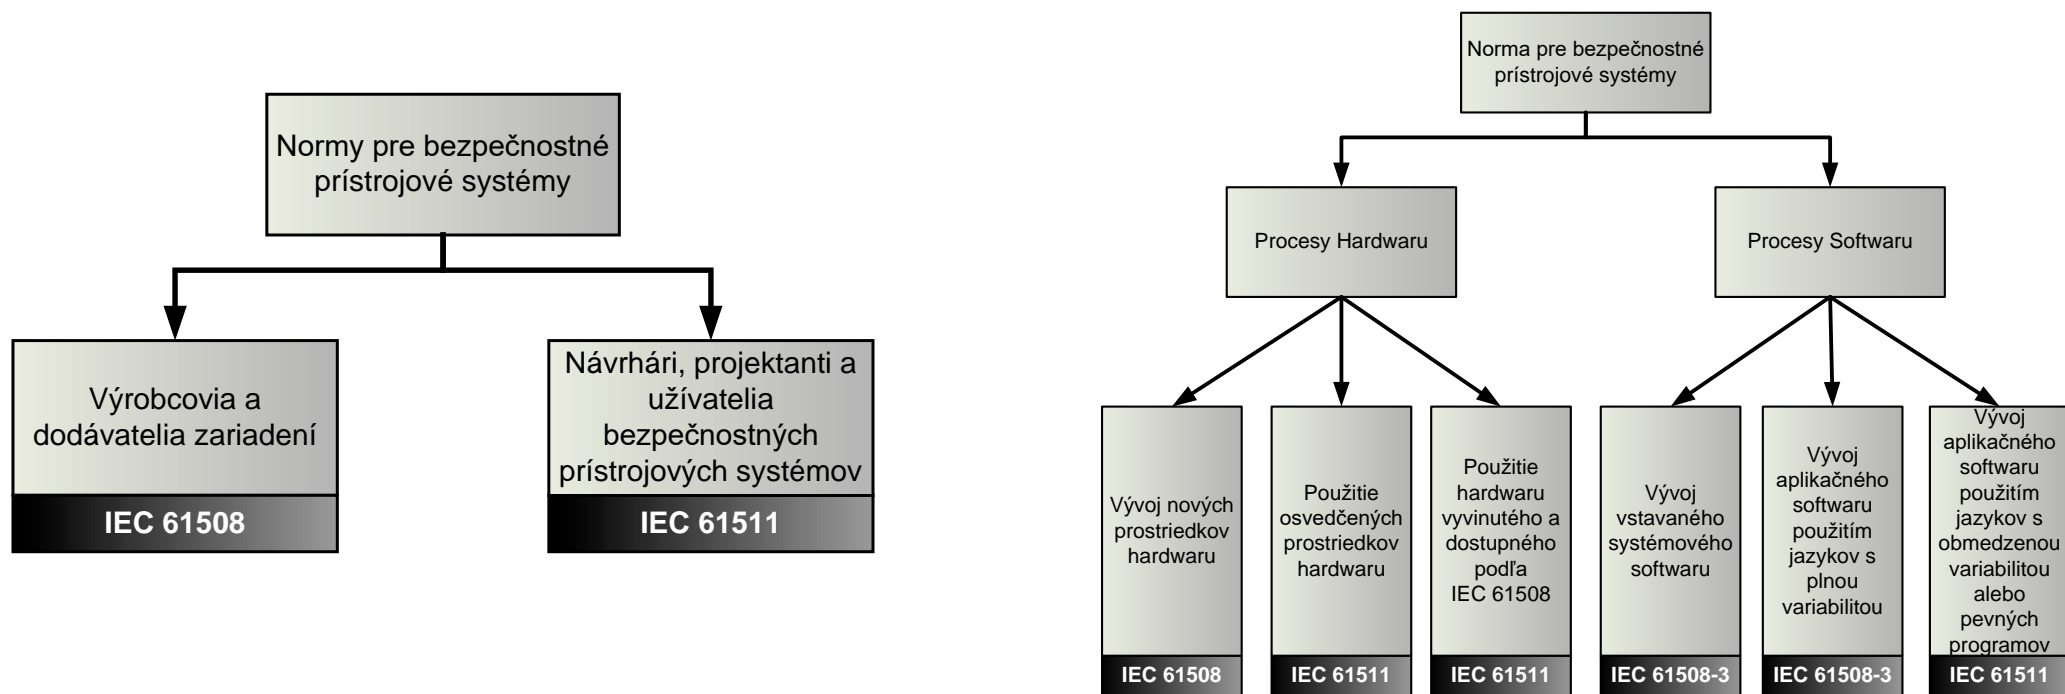 Normy pre bezpečnostné
prístrojové systémy
Výrobcovia a
dodávatelia zariadení
IEC 61508
Návrhári, projektanti a
užívatelia
bezpečnostných
prístrojových systémov
IEC 61511
Norma pre bezpečnostné
prístrojové systémy
Procesy Hardwaru
Procesy Softwaru
Vývoj nových
prostriedkov
hardwaru
IEC 61508
Použitie
osvedčených
prostriedkov
hardwaru
IEC 61511
Použitie
hardwaru
vyvinutého a
dostupného
podľa
IEC 61508
IEC 61511
Vývoj
vstavaného
systémového
softwaru
IEC 61508-3
Vývoj
aplikačného
softwaru
použitím
jazykov s
plnou
variabilitou
IEC 61508-3
Vývoj
aplikačného
softwaru
použitím
jazykov s
obmedzenou
variabilitou
alebo
pevných
programov
IEC 61511